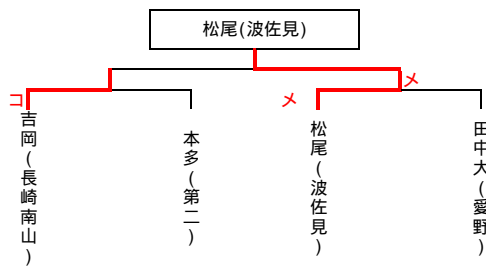 松尾(波佐見)
メ
コ
メ
吉岡(長崎南山)
本多(第二)
松尾(波佐見)
田中大(愛野)